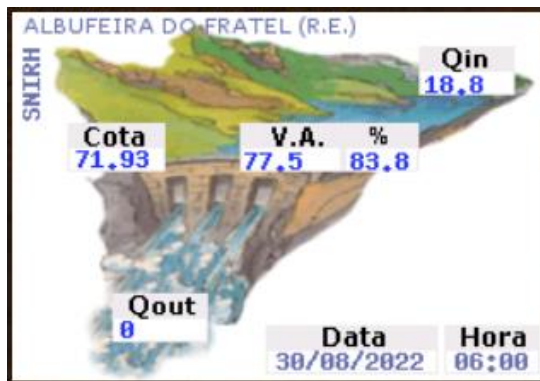 ALBUFEIRA DO FRATEL (R.E.)
SNIRH
Qin
18.8
Cota
71.93
V.A. %
77.5 83.8
Qout
0
Data Hora
30/08/2022 06:00